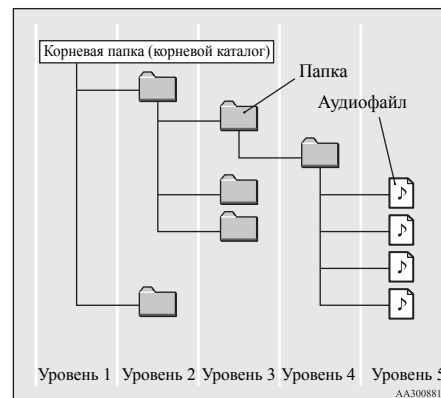 Корневая папка (корневой каталог)
Папка
Аудиофайл
Уровень 1 Уровень 2 Уровень 3 Уровень 4 Уровень 5
AA300881